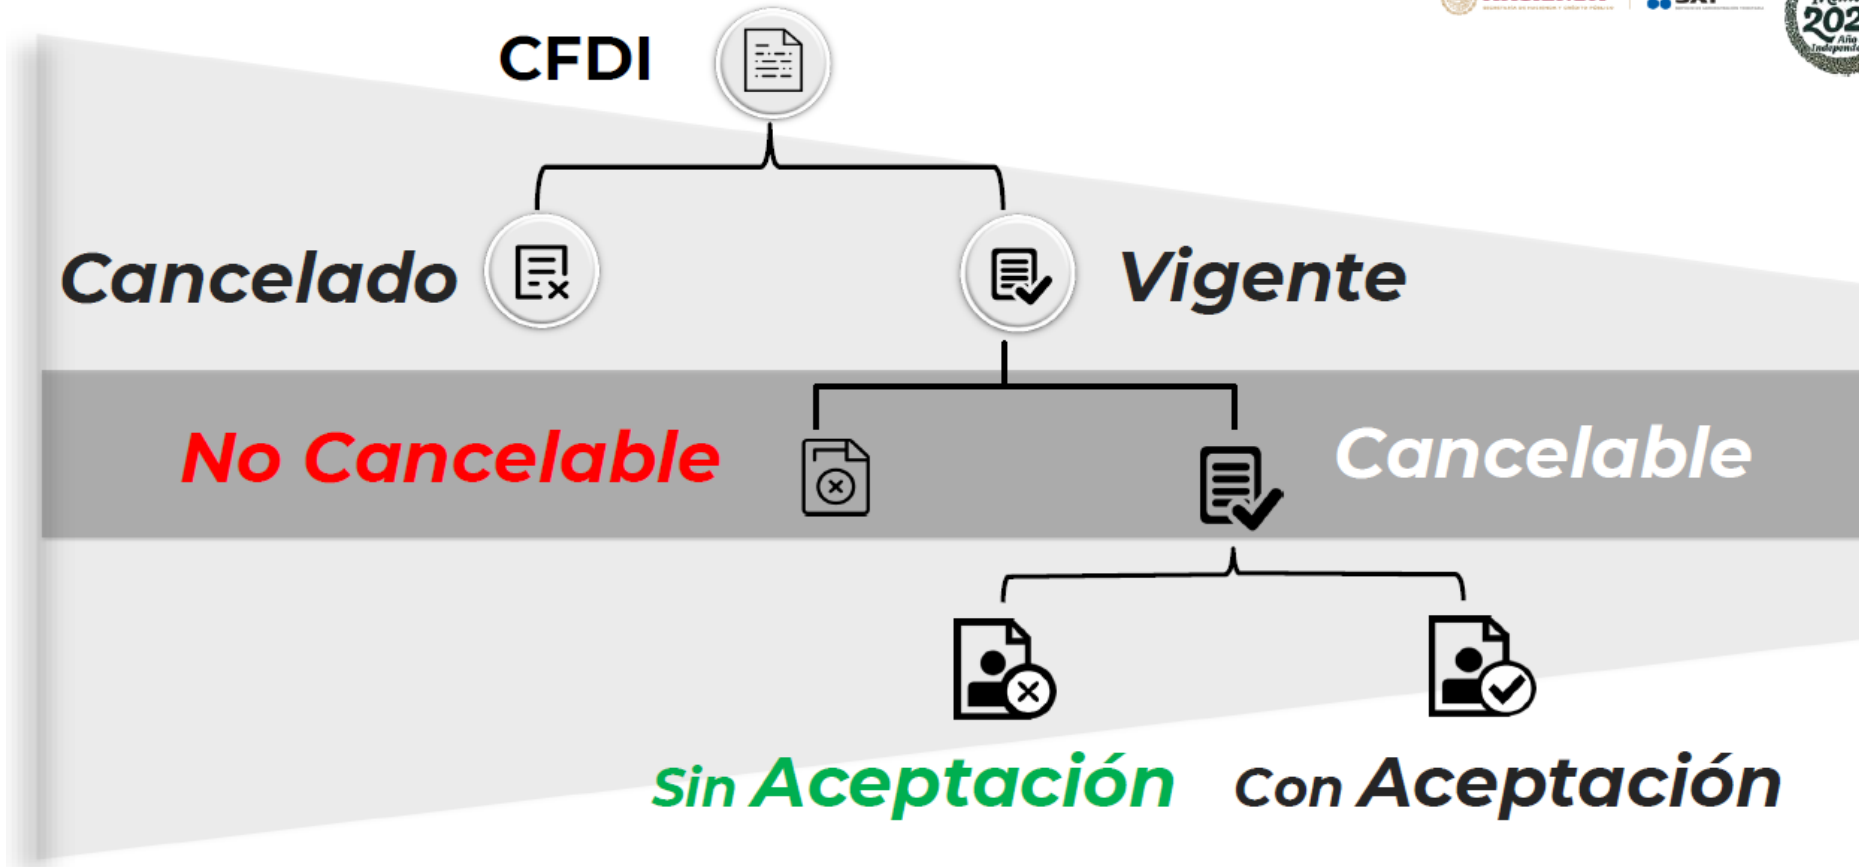 CFDI
Cancelado
Vigente
No Cancelable
Cancelable
Sin Aceptación
Con Aceptación